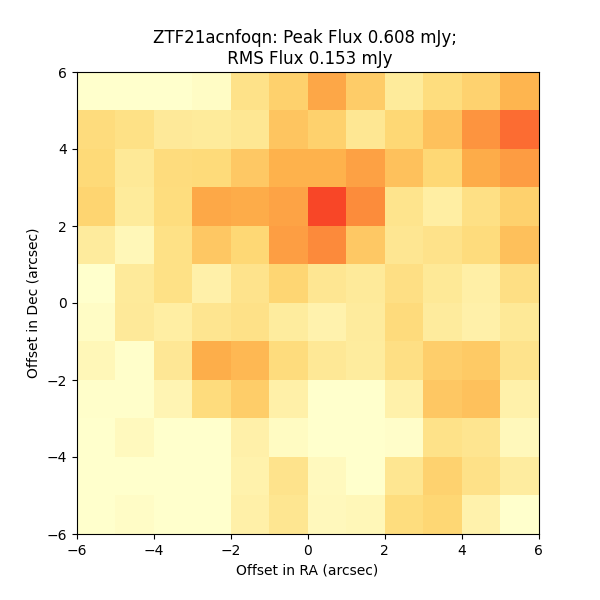 ZTF21acnfoqn: Peak Flux 0.608 mJy;
RMS Flux 0.153 mJy
6
4
2
0
−2
−4
−6
Offset in Dec (arcsec)
−6 −4 −2 0 2 4 6
Offset in RA (arcsec)